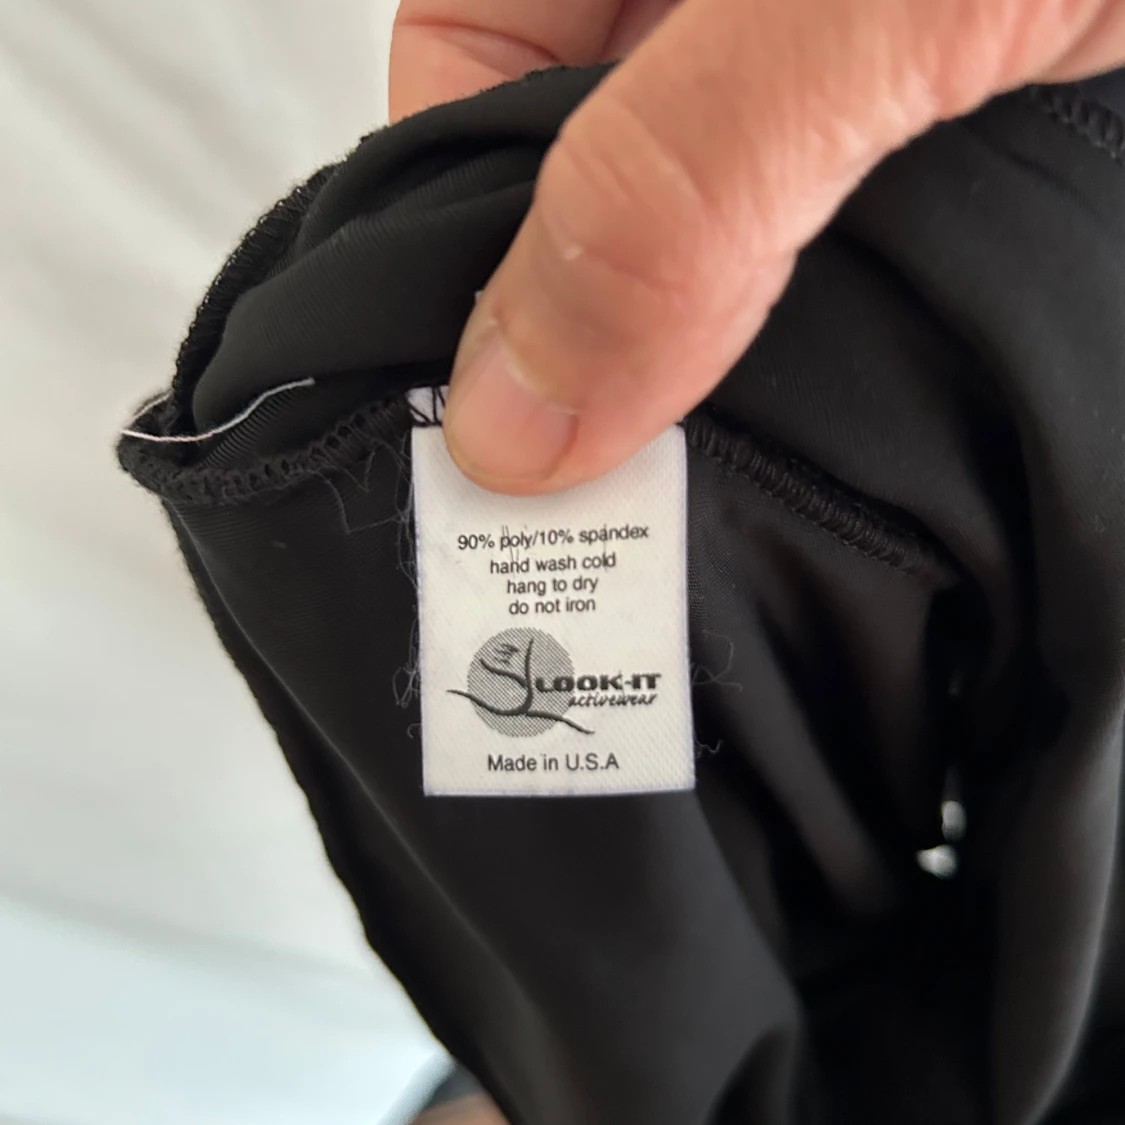 90% poly/10% spandex
hand wash cold
hang to dry
do not iron
LOOK-IT
activewear
Made in U.S.A